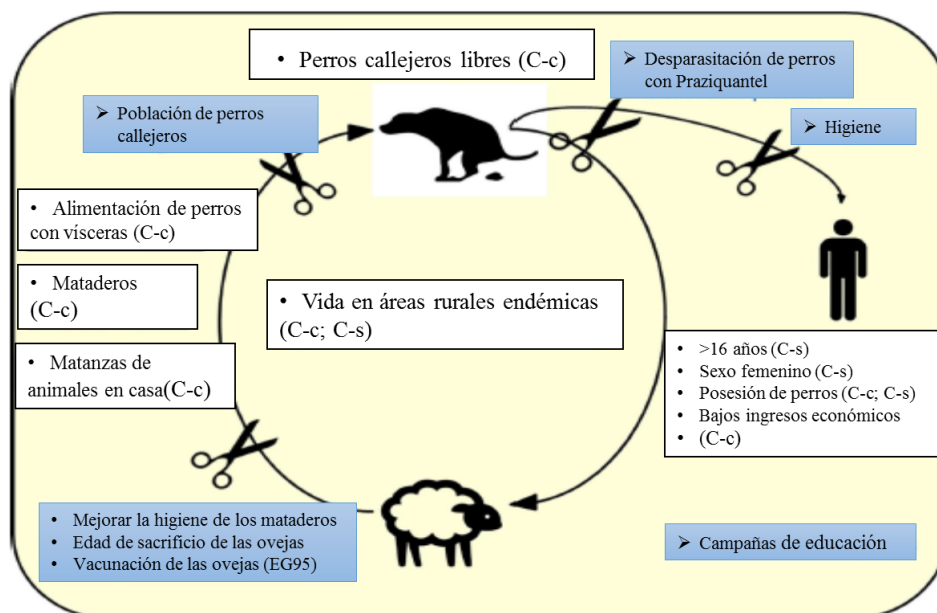 • Perros callejeros libres (C-c)
➢ Desparasitación de perros
con Praziquantel
➢ Población de perros
callejeros
➢ Higiene
• Alimentación de perros
con vísceras (C-c)
• Mataderos
(C-c)
• Vida en áreas rurales endémicas
(C-c; C-s)
• Matanzas de
animales en casa(C-c)
• >16 años (C-s)
• Sexo femenino (C-s)
• Posesión de perros (C-c; C-s)
• Bajos ingresos económicos
• (C-c)
• Mejorar la higiene de los mataderos
• Edad de sacrificio de las ovejas
• Vacunación de las ovejas (EG95)
➢ Campañas de educación